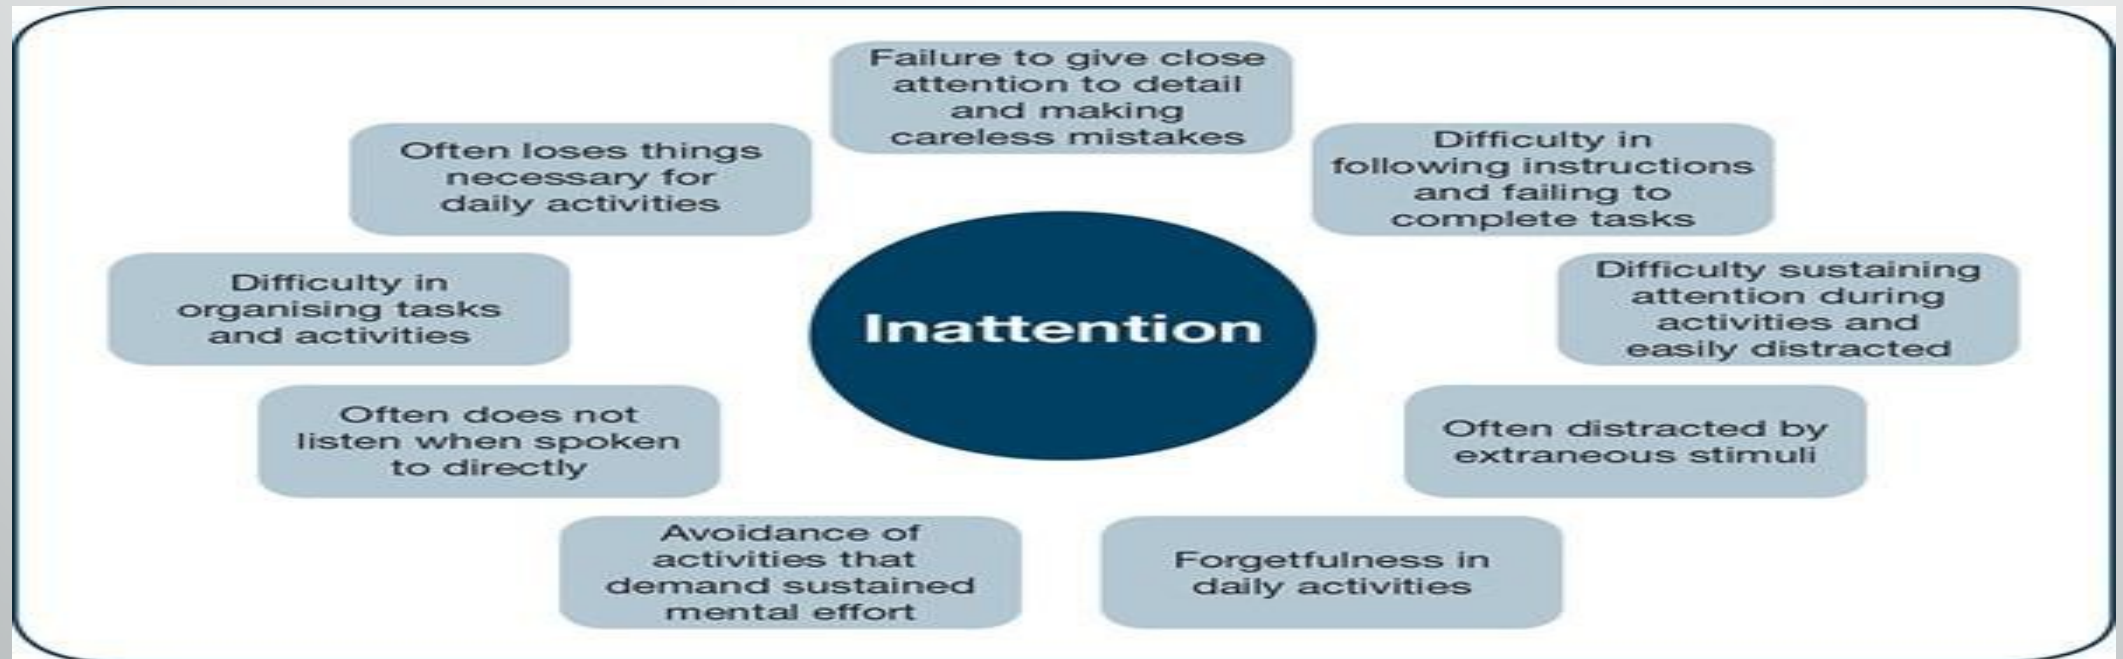 Failure to give close
attention to detail
and making
careless mistakes
Often loses things
necessary for
daily activities
Difficulty in
following instructions
and failing to
complete tasks
Difficulty in
organising tasks
and activities
Inattention
Difficulty sustaining
attention during
activities and
easily distracted
Often does not
listen when spoken
to directly
Often distracted by
extraneous stimuli
Avoidance of
activities that
demand sustained
mental effort
Forgetfulness in
daily activities